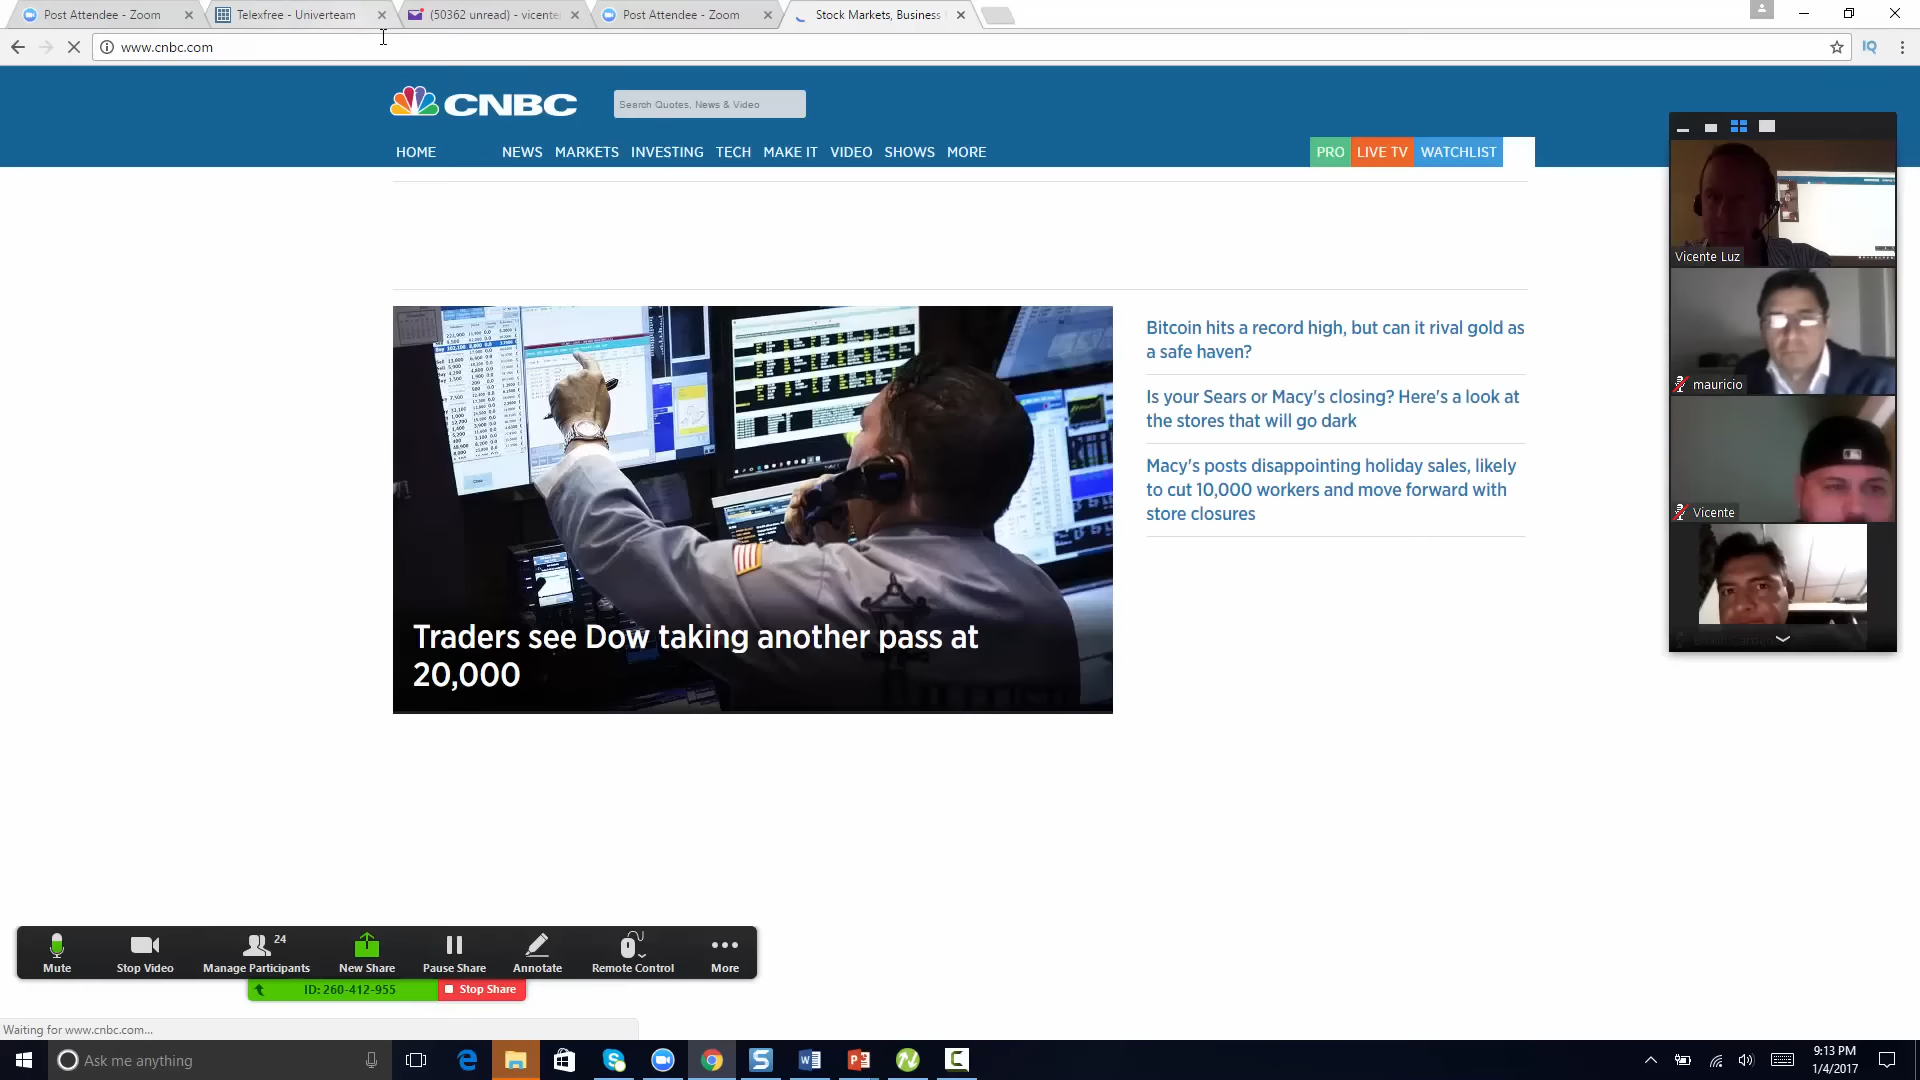 Post Attendee - Zoom
Telexfree - Univerteam
(50362 unread) - vicente
Post Attendee - Zoom
Stock Markets, Business
www.cnbc.com
IQ
CNBC
Search Quotes, News & Video
HOME NEWS MARKETS INVESTING TECH MAKE IT VIDEO SHOWS MORE
PRO LIVE TV WATCHLIST
Traders see Dow taking another pass at
20,000
Bitcoin hits a record high, but can it rival gold as
a safe haven?
Is your Sears or Macy's closing? Here's a look at
the stores that will go dark
Macy's posts disappointing holiday sales, likely
to cut 10,000 workers and move forward with
store closures
Vicente Luz
mauricio
Vicente
24
Mute Stop Video Manage Participants New Share Pause Share Annotate Remote Control More
ID: 260-412-955 Stop Share
Waiting for www.cnbc.com...
Ask me anything
9:13 PM
1/4/2017